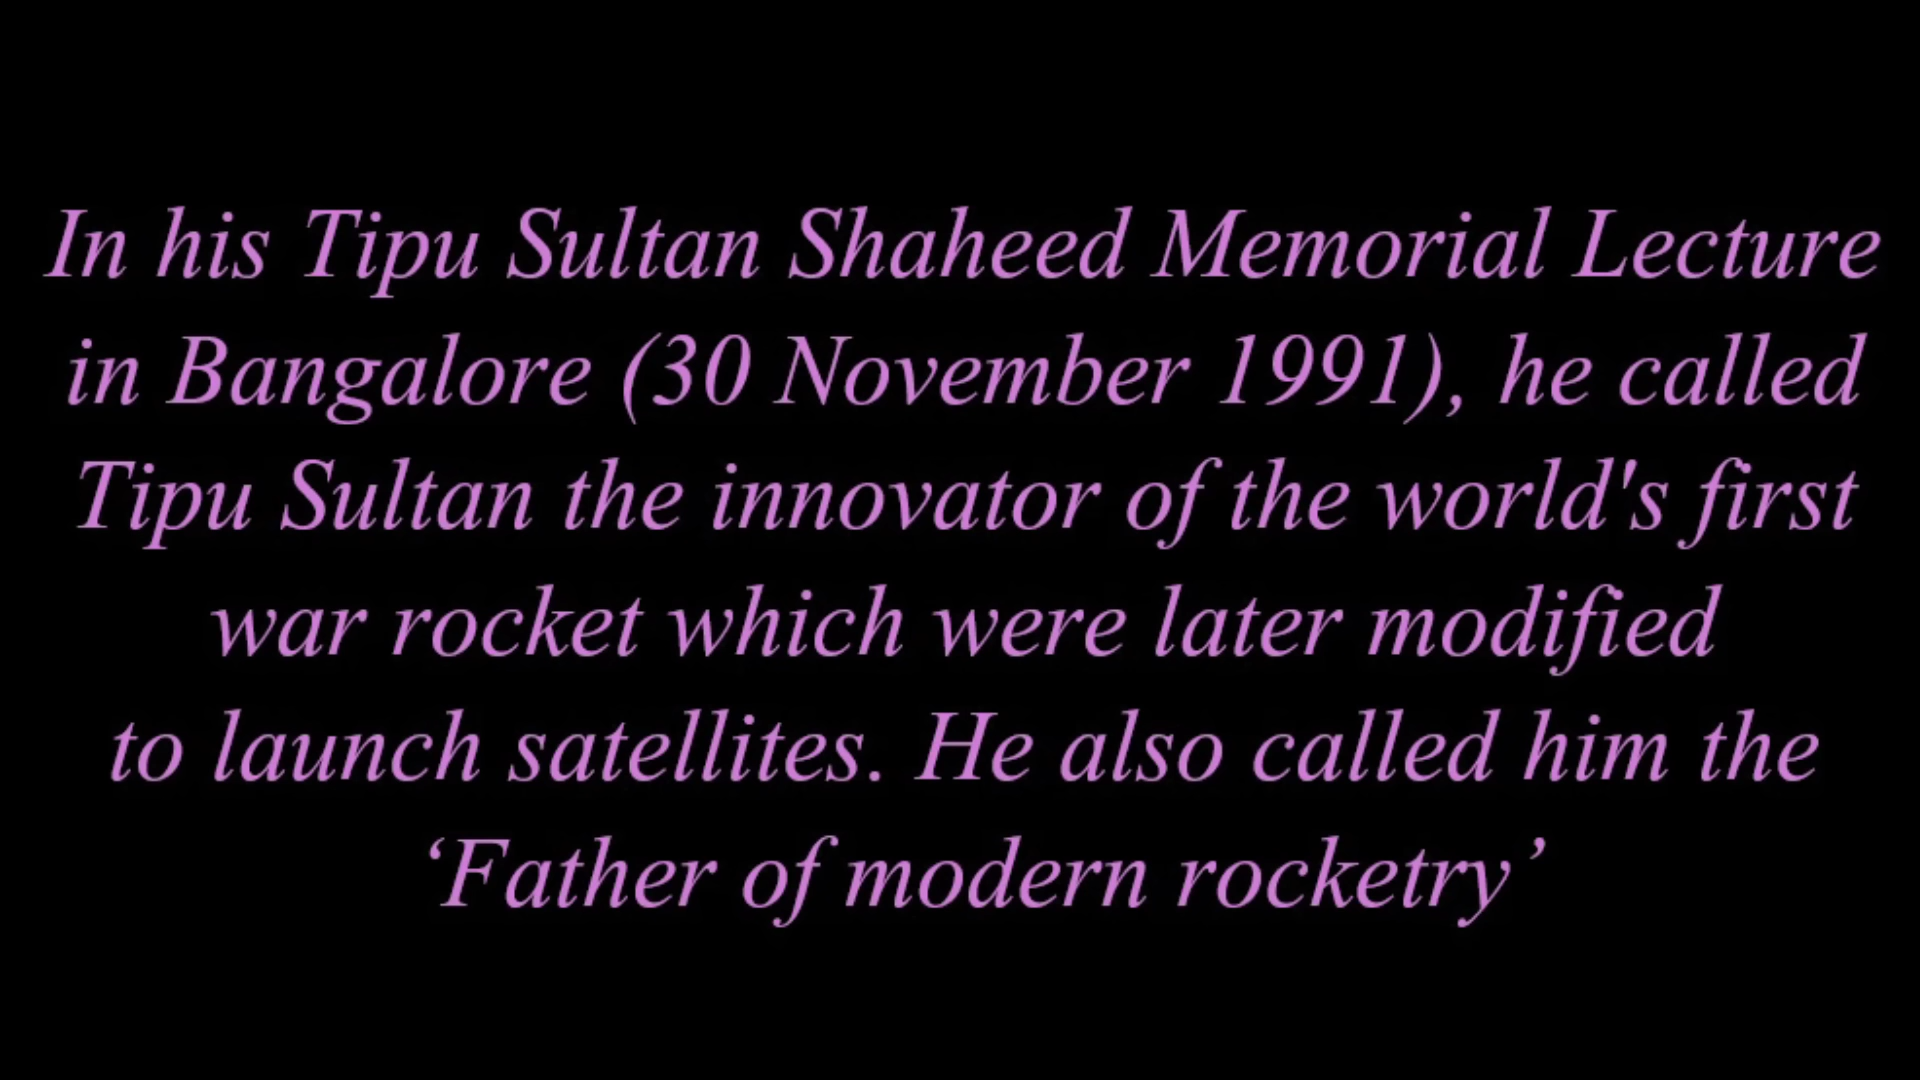 In his Tipu Sultan Shaheed Memorial Lecture
in Bangalore (30 November 1991), he called
Tipu Sultan the innovator of the world's first
war rocket which were later modified
to launch satellites. He also called him the
‘Father of modern rocketry’